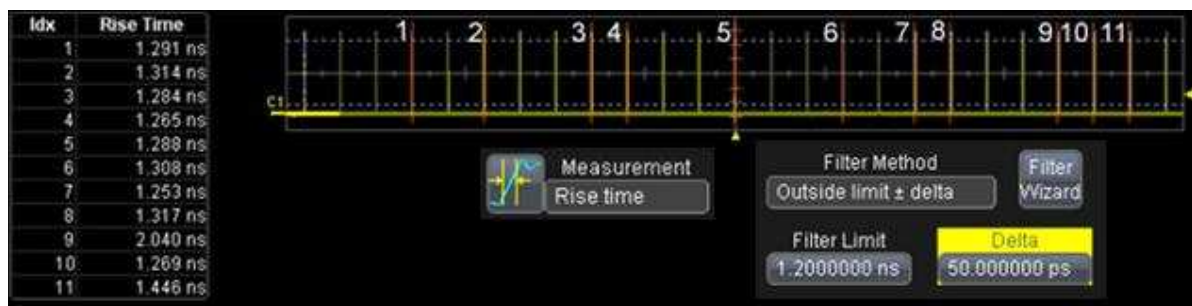 Idx Rise Time
1 1.291 ns
2 1.314 ns
3 1.284 ns
4 1.265 ns
5 1.288 ns
6 1.308 ns
7 1.253 ns
8 1.317 ns
9 2.040 ns
10 1.269 ns
11 1.446 ns
1 2 3 4 5 6 7 8 9 10 11
C1
Measurement
Rise time
Filter Method
Outside limit ± delta
Filter Wizard
Filter Limit
1.2000000 ns
Delta
50.000000 ps